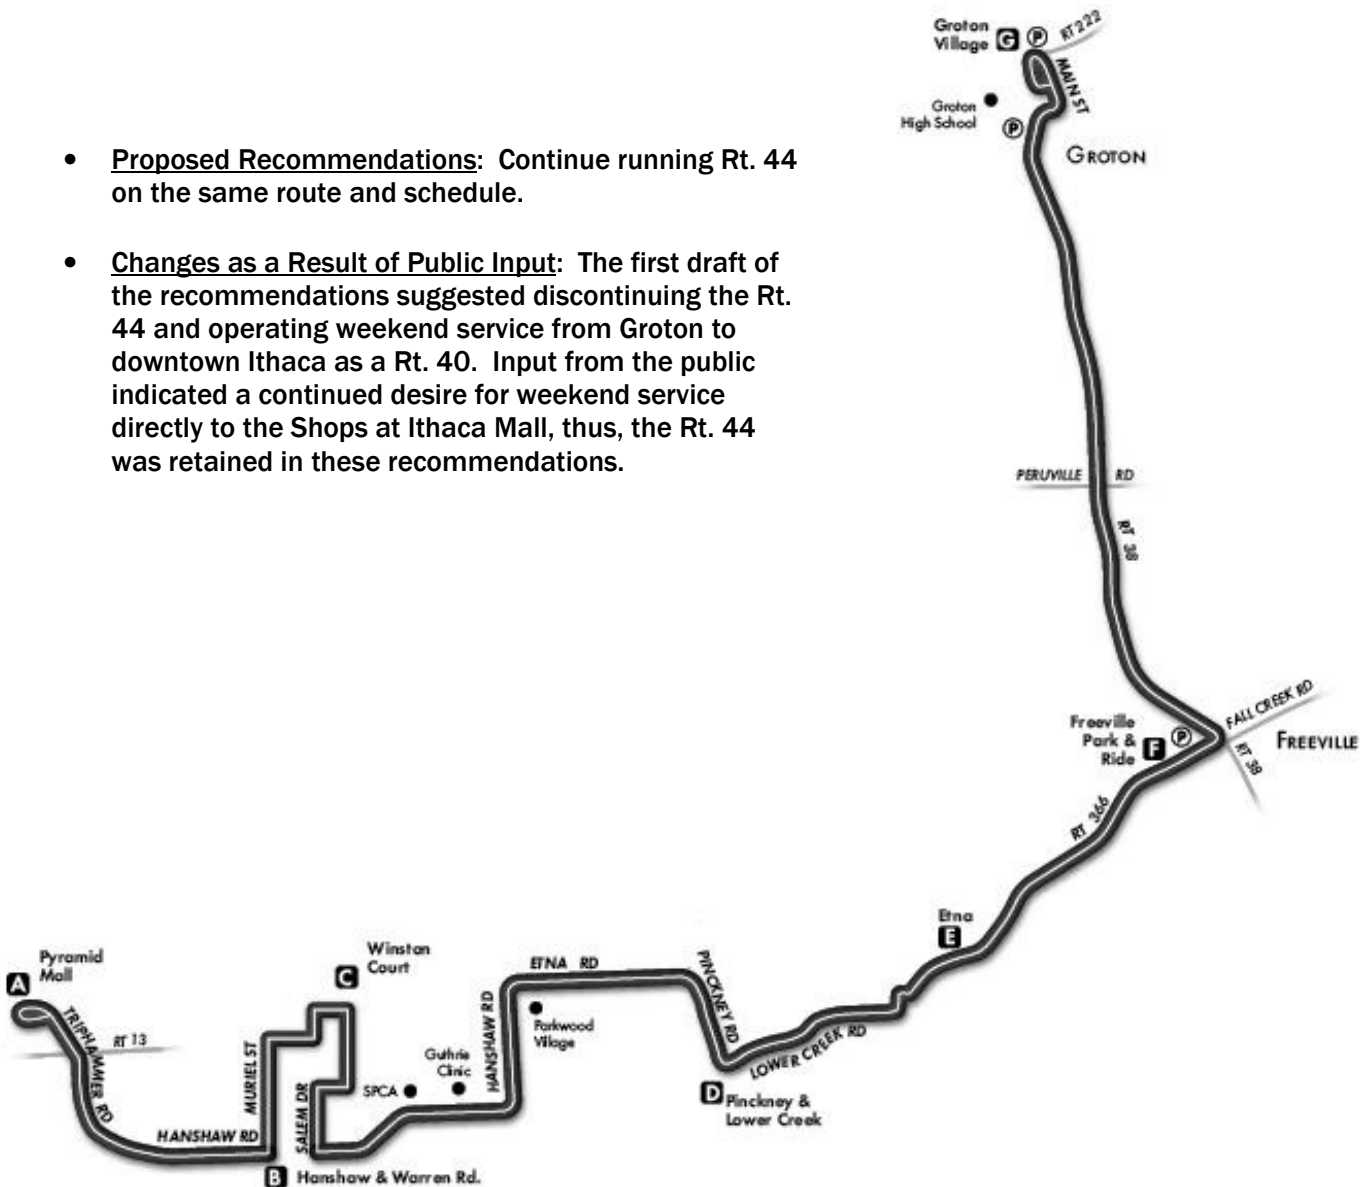 • Proposed Recommendations: Continue running Rt. 44
on the same route and schedule.
• Changes as a Result of Public Input: The first draft of
the recommendations suggested discontinuing the Rt.
44 and operating weekend service from Groton to
downtown Ithaca as a Rt. 40. Input from the public
indicated a continued desire for weekend service
directly to the Shops at Ithaca Mall, thus, the Rt. 44
was retained in these recommendations.
Groton
Village
G
P
RT 222
MAIN ST
Groton
High School
P
GROTON
PERUVILLE RD
RT 38
FALL CREEK RD
Freeville
Park &
Ride
F
P
FREEVILLE
RT 38
RT 366
Etna
E
Pyramid
Mall
A
TRIPHAMMER RD
RT 13
HANSHAW RD
MURIEL ST
B
Hanshaw & Warren Rd.
Winston
Court
C
SALEM DR
SPCA
Guthrie
Clinic
HANSHAW RD
ETNA RD
Parkwood
Village
PINCKNEY RD
LOWER CREEK RD
D
Pinckney &
Lower Creek